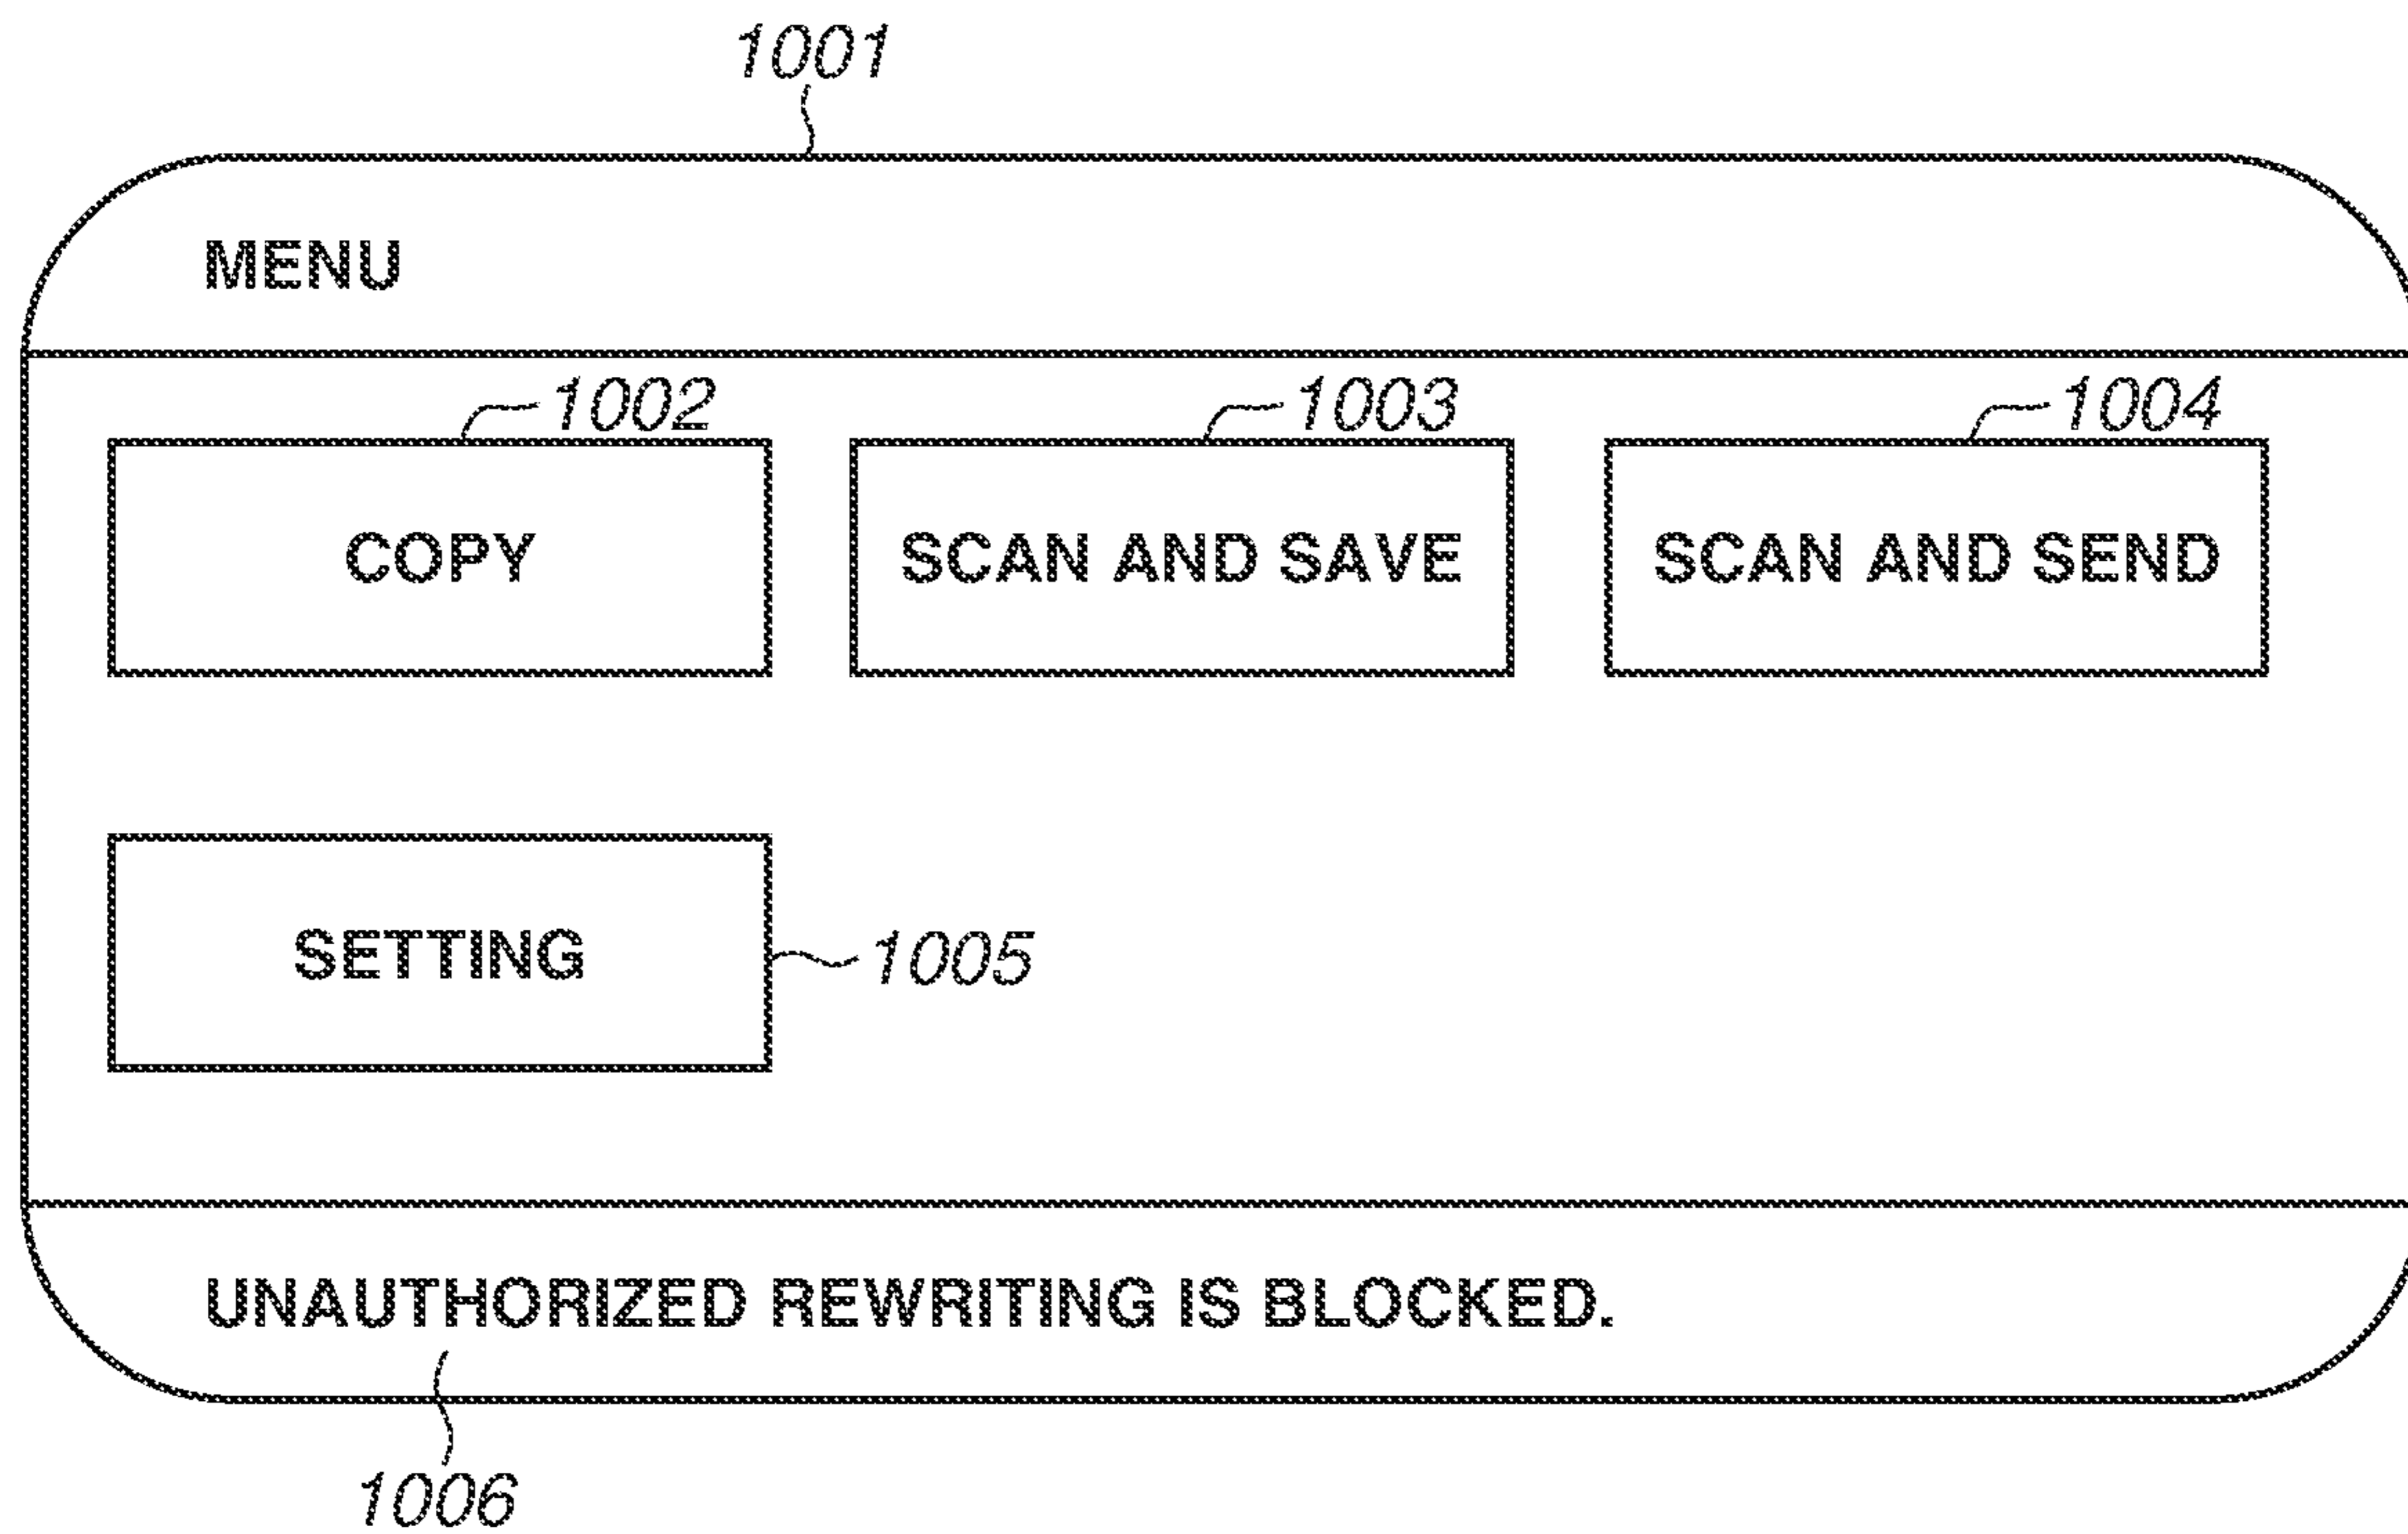 1001
MENU
1002 1003 1004
COPY SCAN AND SAVE SCAN AND SEND
SETTING 1005
UNAUTHORIZED REWRITING IS BLOCKED.
1006